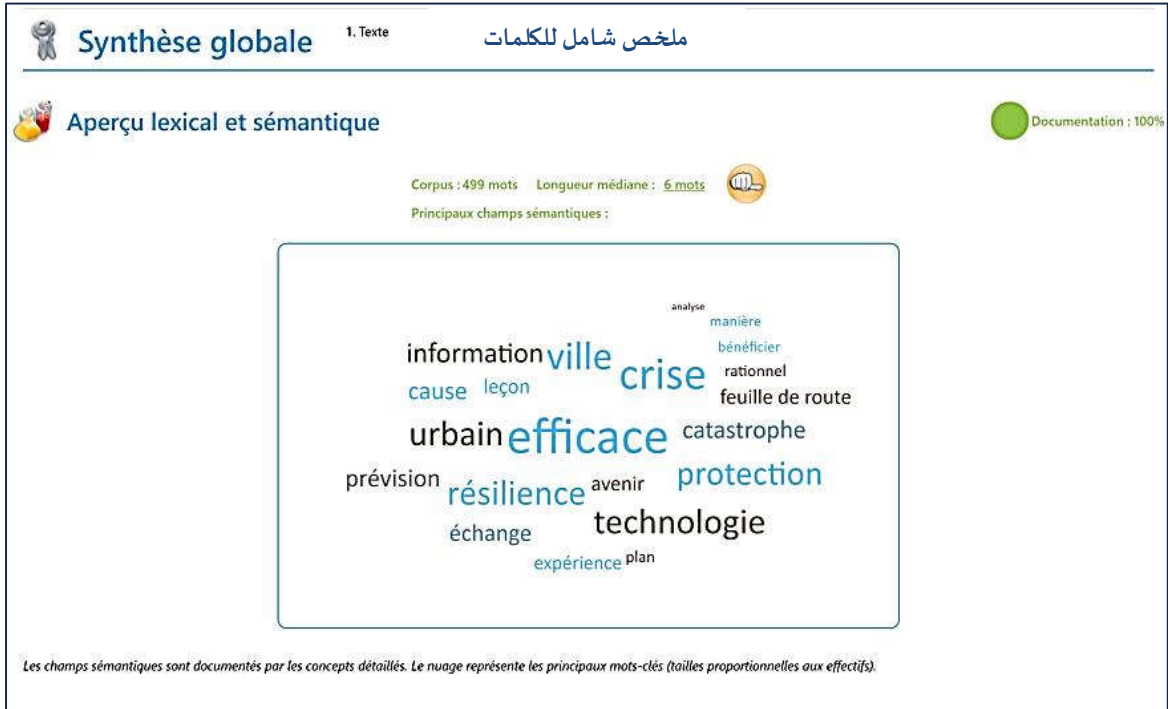 Synthèse globale 1. Texte ملخص شامل للكلمات
Aperçu lexical et sémantique
Documentation : 100%
Corpus : 499 mots Longueur médiane : 6 mots
Principaux champs sémantiques :
analyse
manière
information ville crise bénéficier
rationnel
cause leçon feuille de route
urbain efficace catastrophe
prévision résilience avenir protection
échange technologie
expérience plan
Les champs sémantiques sont documentés par les concepts détaillés. Le nuage représente les principaux mots-clés (tailles proportionnelles aux effectifs).